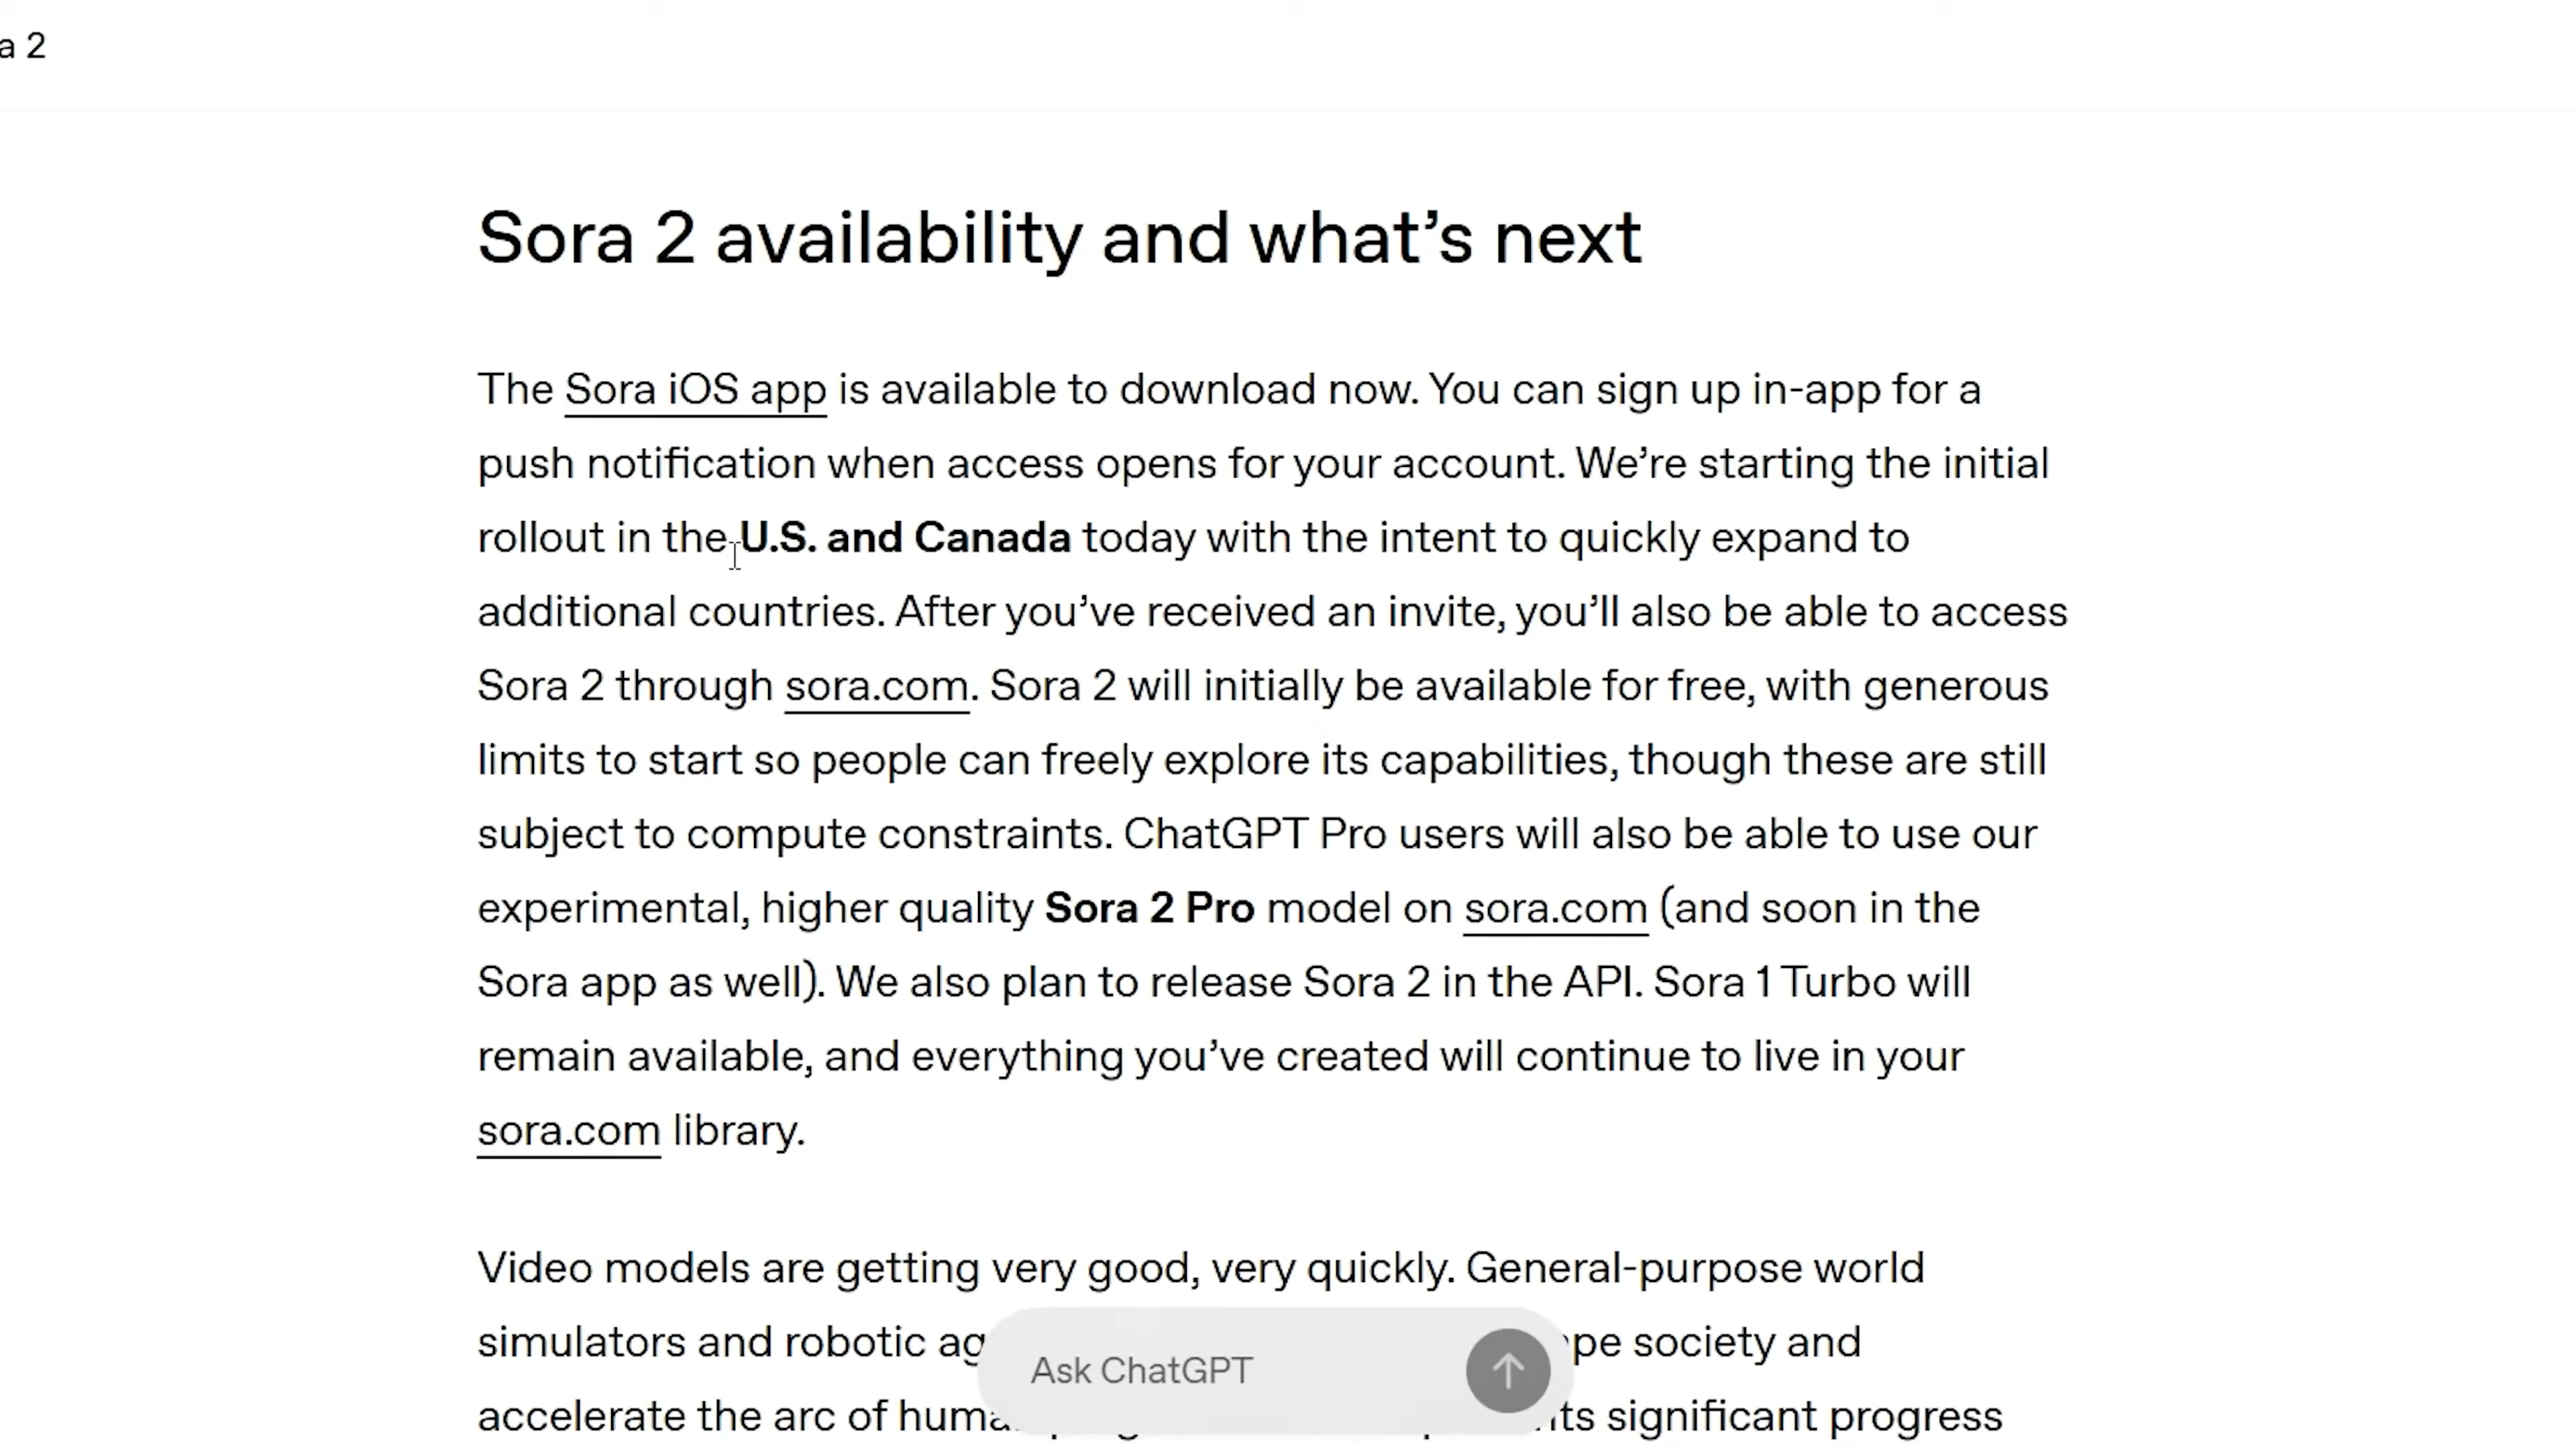 a 2
Sora 2 availability and what’s next
The Sora iOS app is available to download now. You can sign up in-app for a
push notification when access opens for your account. We’re starting the initial
rollout in the U.S. and Canada today with the intent to quickly expand to
additional countries. After you’ve received an invite, you’ll also be able to access
Sora 2 through sora.com. Sora 2 will initially be available for free, with generous
limits to start so people can freely explore its capabilities, though these are still
subject to compute constraints. ChatGPT Pro users will also be able to use our
experimental, higher quality Sora 2 Pro model on sora.com (and soon in the
Sora app as well). We also plan to release Sora 2 in the API. Sora 1 Turbo will
remain available, and everything you’ve created will continue to live in your
sora.com library.
Video models are getting very good, very quickly. General-purpose world
simulators and robotic society and
accelerate the arc of significant progress
Ask ChatGPT